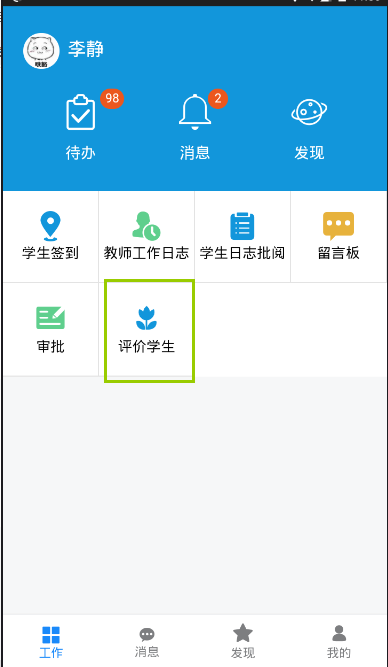 李静
98
2
待办
消息
发现
学生签到
教师工作日志
学生日志批阅
留言板
审批
评价学生
工作
消息
发现
我的